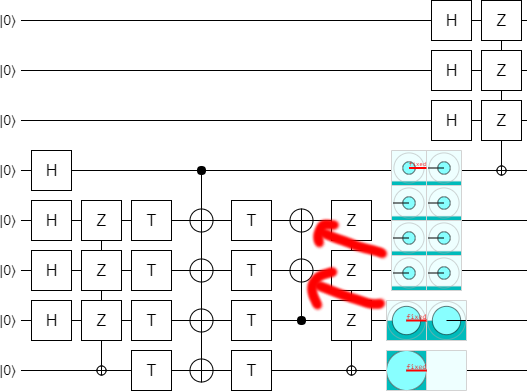 |0⟩ H Z
|0⟩ H Z
|0⟩ H Z
|0⟩ H fixed
|0⟩ H Z T T Z
|0⟩ H Z T T Z
|0⟩ H Z T T Z fixed
|0⟩ T T fixed